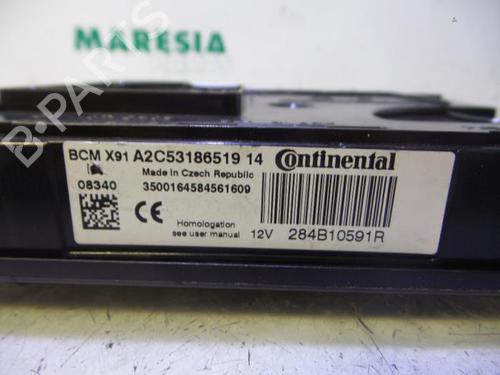 MARESIA
B-PARTS
BCM X91 A2C53186519 14 Continental
Made in Czech Republic
08340 3500164584561609
CE Homologation
see user manual 12V 284B10591R